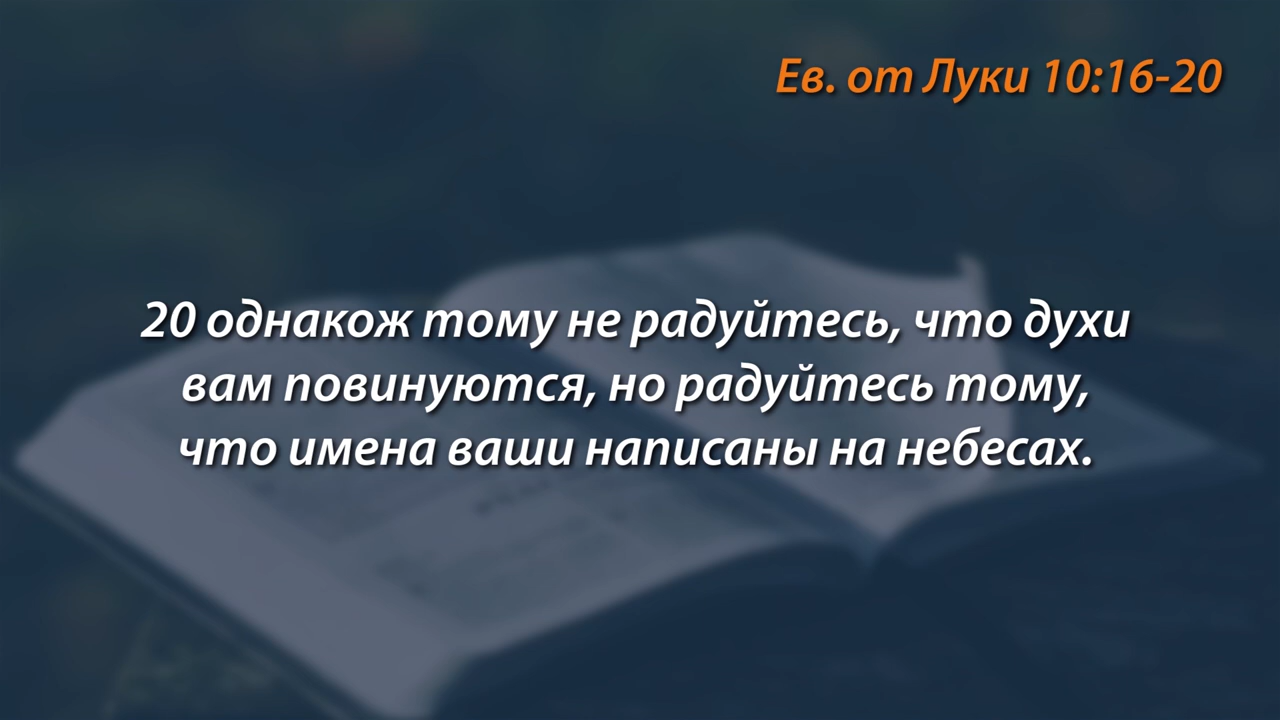 Ев. от Луки 10:16-20
20 однакож тому не радуйтесь, что духи
вам повинуются, но радуйтесь тому,
что имена ваши написаны на небесах.